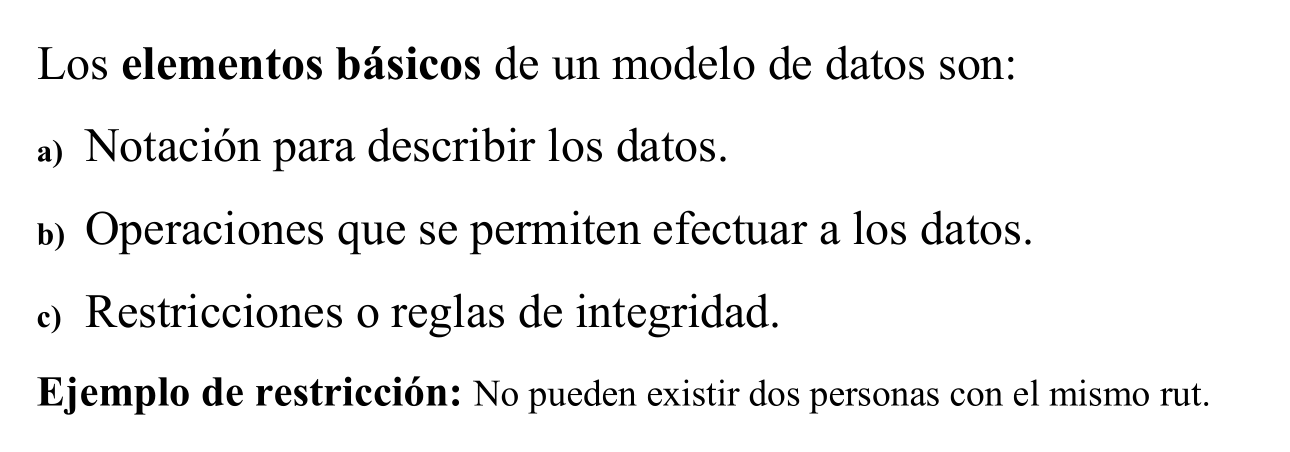 Los elementos básicos de un modelo de datos son:
a) Notación para describir los datos.
b) Operaciones que se permiten efectuar a los datos.
c) Restricciones o reglas de integridad.
Ejemplo de restricción: No pueden existir dos personas con el mismo rut.